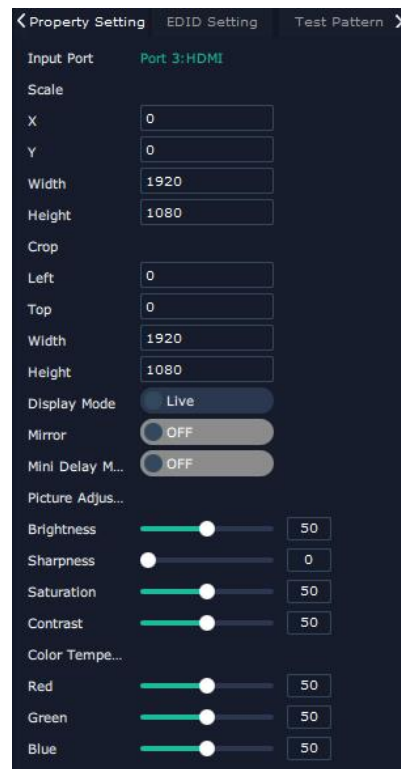 Property Setting EDID Setting Test Pattern
Input Port Port 3:HDMI
Scale
X 0
Y 0
Width 1920
Height 1080
Crop
Left 0
Top 0
Width 1920
Height 1080
Display Mode Live
Mirror OFF
Mini Delay M... OFF
Picture Adjus...
Brightness 50
Sharpness 0
Saturation 50
Contrast 50
Color Tempe...
Red 50
Green 50
Blue 50